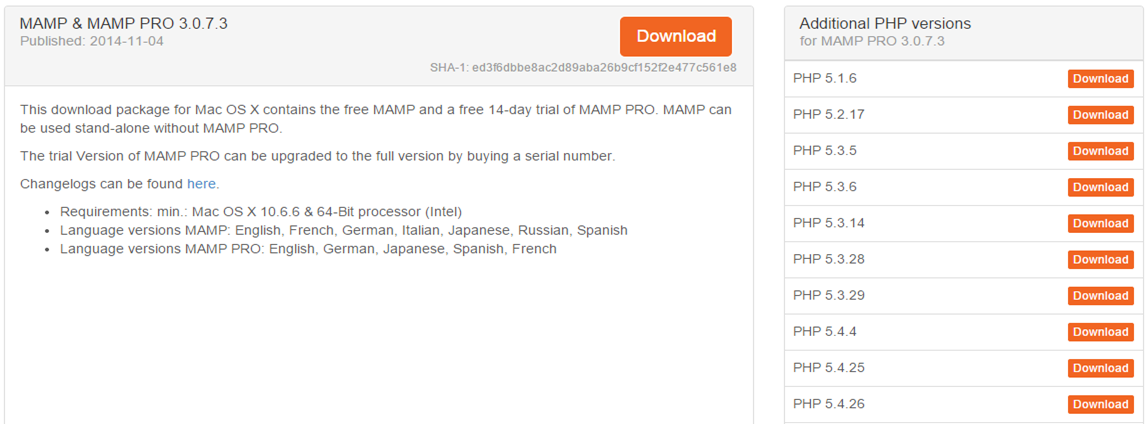 MAMP & MAMP PRO 3.0.7.3
Published: 2014-11-04
Download
SHA-1: ed3f6dbbe8ac2d89aba26b9cf152f2e477c561e8
This download package for Mac OS X contains the free MAMP and a free 14-day trial of MAMP PRO. MAMP can
be used stand-alone without MAMP PRO.
The trial Version of MAMP PRO can be upgraded to the full version by buying a serial number.
Changelogs can be found here.
• Requirements: min.: Mac OS X 10.6.6 & 64-Bit processor (Intel)
• Language versions MAMP: English, French, German, Italian, Japanese, Russian, Spanish
• Language versions MAMP PRO: English, German, Japanese, Spanish, French
Additional PHP versions
for MAMP PRO 3.0.7.3
PHP 5.1.6 Download
PHP 5.2.17 Download
PHP 5.3.5 Download
PHP 5.3.6 Download
PHP 5.3.14 Download
PHP 5.3.28 Download
PHP 5.3.29 Download
PHP 5.4.4 Download
PHP 5.4.25 Download
PHP 5.4.26 Download